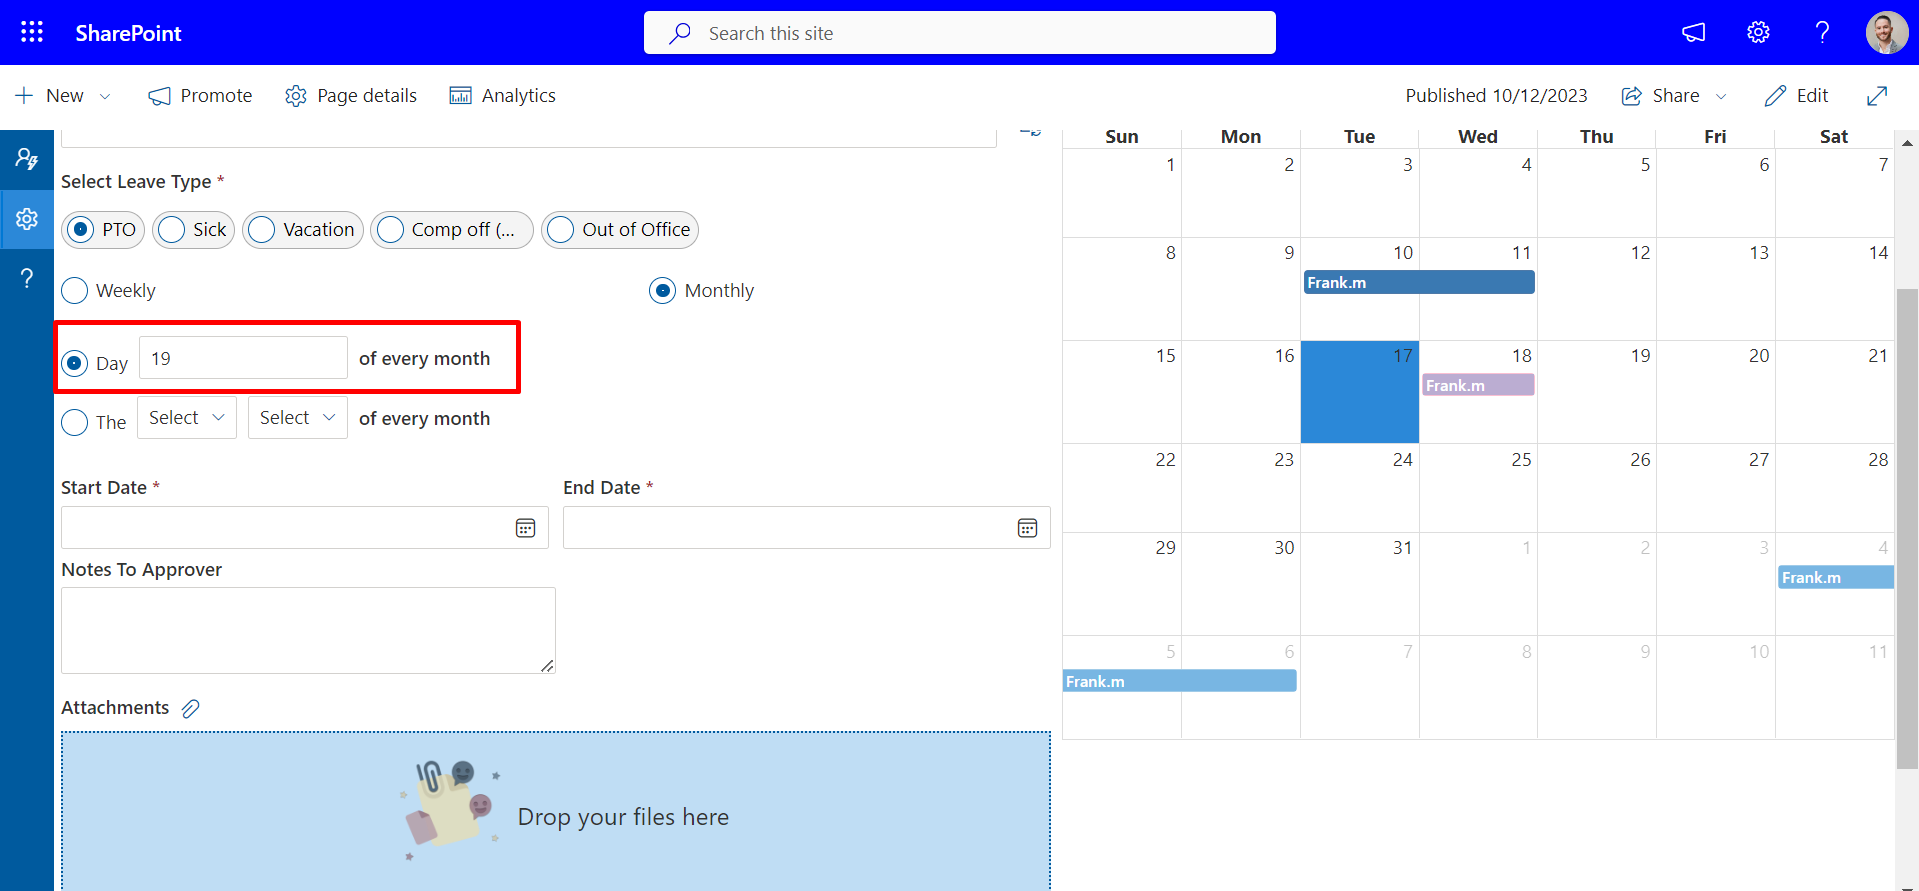 SharePoint
Search this site
?
New
Promote
Page details
Analytics
Published 10/12/2023
Share
Edit
?
Select Leave Type *
PTO
Sick
Vacation
Comp off (...
Out of Office
Weekly
Monthly
Day 19 of every month
The Select Select of every month
Start Date *
End Date *
Notes To Approver
Attachments
Drop your files here
Sun Mon Tue Wed Thu Fri Sat
1 2 3 4 5 6 7
8 9 10 11 12 13 14
Frank.m
15 16 17 18 19 20 21
Frank.m
22 23 24 25 26 27 28
29 30 31 1 2 3 4
Frank.m
5 6 7 8 9 10 11
Frank.m